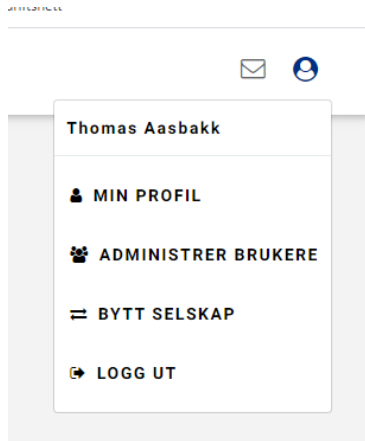 Thomas Aasbakk
MIN PROFIL
ADMINISTRER BRUKERE
BYTT SELSKAP
LOGG UT